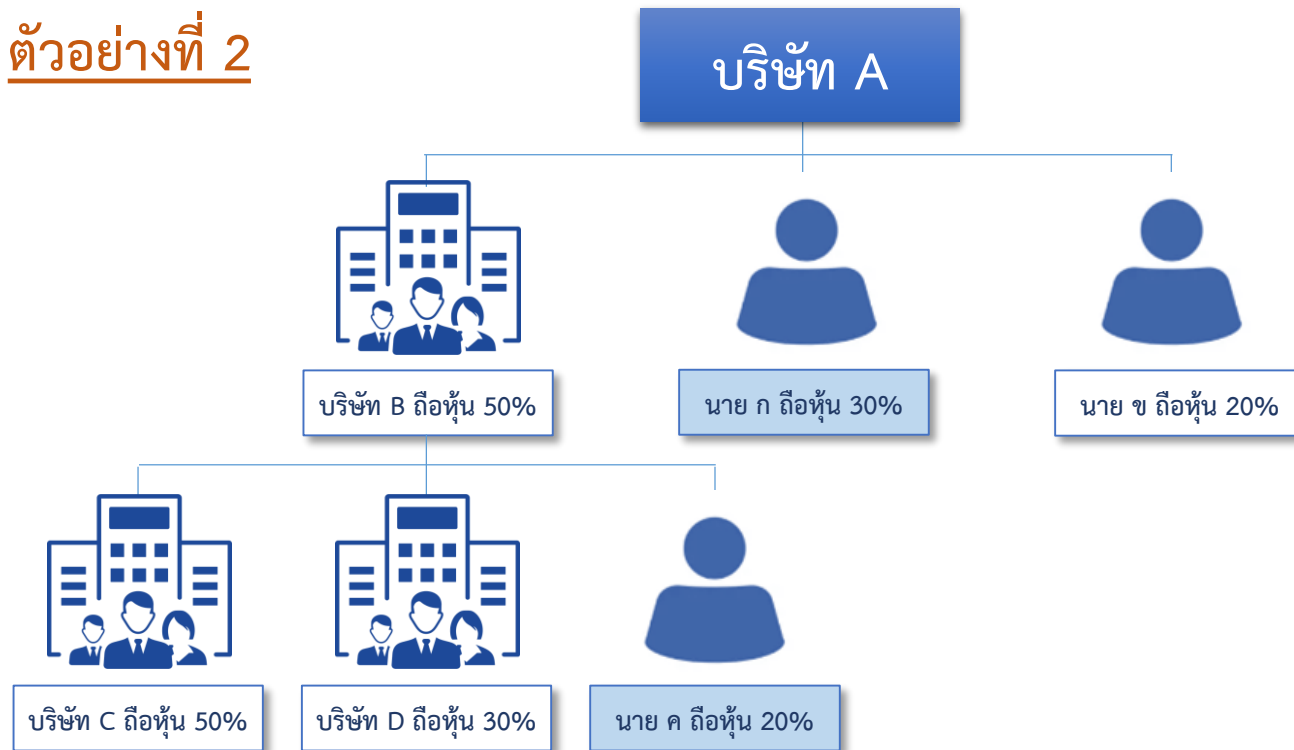 ตัวอย่างที่ 2
บริษัท A
บริษัท B ถือหุ้น 50%
นาย ก ถือหุ้น 30%
นาย ข ถือหุ้น 20%
บริษัท C ถือหุ้น 50%
บริษัท D ถือหุ้น 30%
นาย ค ถือหุ้น 20%